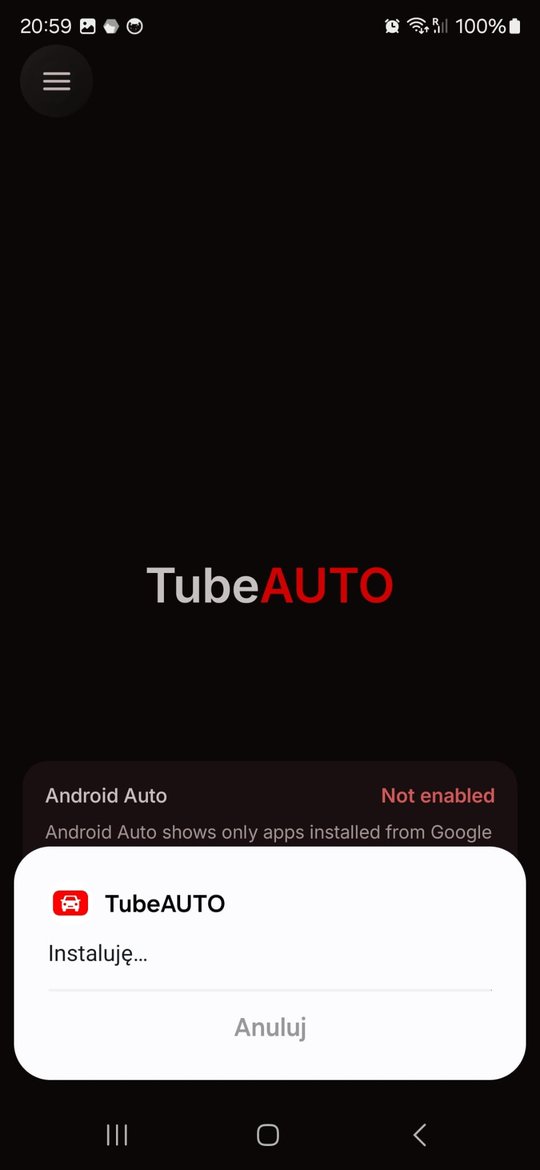 20:59
R
100%
TubeAUTO
Android Auto
Not enabled
Android Auto shows only apps installed from Google
TubeAUTO
Instaluję...
Anuluj